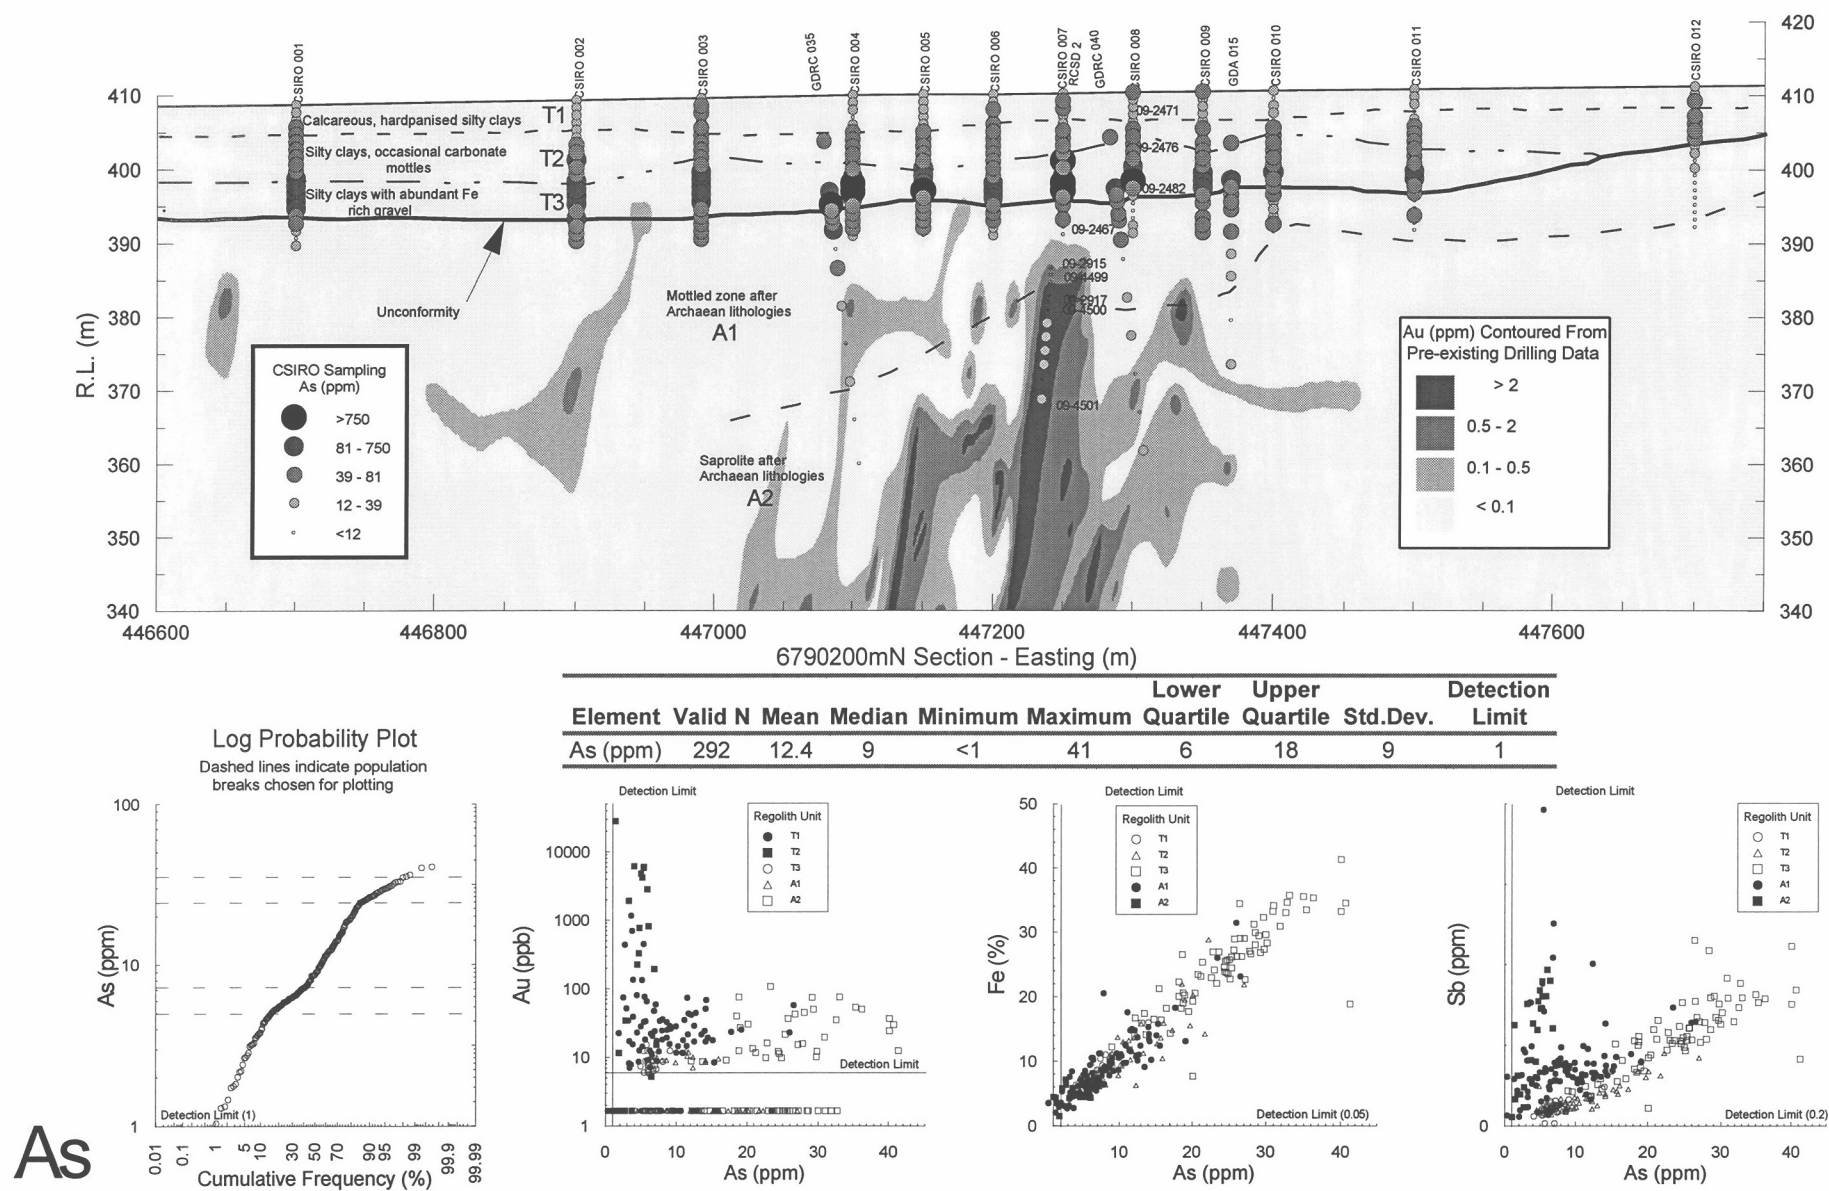 420
410
400
390
380
370
360
350
340
R.L. (m)
410
400
390
380
370
360
350
340
CSIRO 001
CSIRO 002
CSIRO 003
GDRC 035
CSIRO 004
CSIRO 005
CSIRO 006
CSIRO 007
RCSD 2
GDRC 040
CSIRO 008
CSIRO 009
GDA 015
CSIRO 010
CSIRO 011
CSIRO 012
Calcareous, hardpanised silty clays
T1
Silty clays, occasional carbonate
mottles
T2
Silty clays with abundant Fe
rich gravel
T3
09-2471
09-2476
09-2482
09-2467
09-2915
09-4499
09-4501
Unconformity
Mottled zone after
Archaean lithologies
A1
Saprolite after
Archaean lithologies
A2
CSIRO Sampling
As (ppm)
>750
81 - 750
39 - 81
12 - 39
<12
Au (ppm) Contoured From
Pre-existing Drilling Data
> 2
0.5 - 2
0.1 - 0.5
< 0.1
446600
446800
447000
447200
447400
447600
6790200mN Section - Easting (m)
Element Valid N Mean Median Minimum Maximum Lower Quartile Upper Quartile Std.Dev. Detection Limit
As (ppm) 292 12.4 9 <1 41 6 18 9 1
Log Probability Plot
Dashed lines indicate population
breaks chosen for plotting
100
10
1
As (ppm)
Detection Limit (1)
0.01 0.1 1 5 10 30 50 70 90 95 99 99.9 99.99
Cumulative Frequency (%)
As
Detection Limit
Regolith Unit
T1
T2
T3
A1
A2
10000
1000
100
10
1
Au (ppb)
Detection Limit
0 10 20 30 40
As (ppm)
Detection Limit
Regolith Unit
T1
T2
T3
A1
A2
50
40
30
20
10
0
Fe (%)
Detection Limit (0.05)
10 20 30 40
As (ppm)
Detection Limit
Regolith Unit
T1
T2
T3
A1
A2
Sb (ppm)
0
Detection Limit (0.2)
0 10 20 30 40
As (ppm)